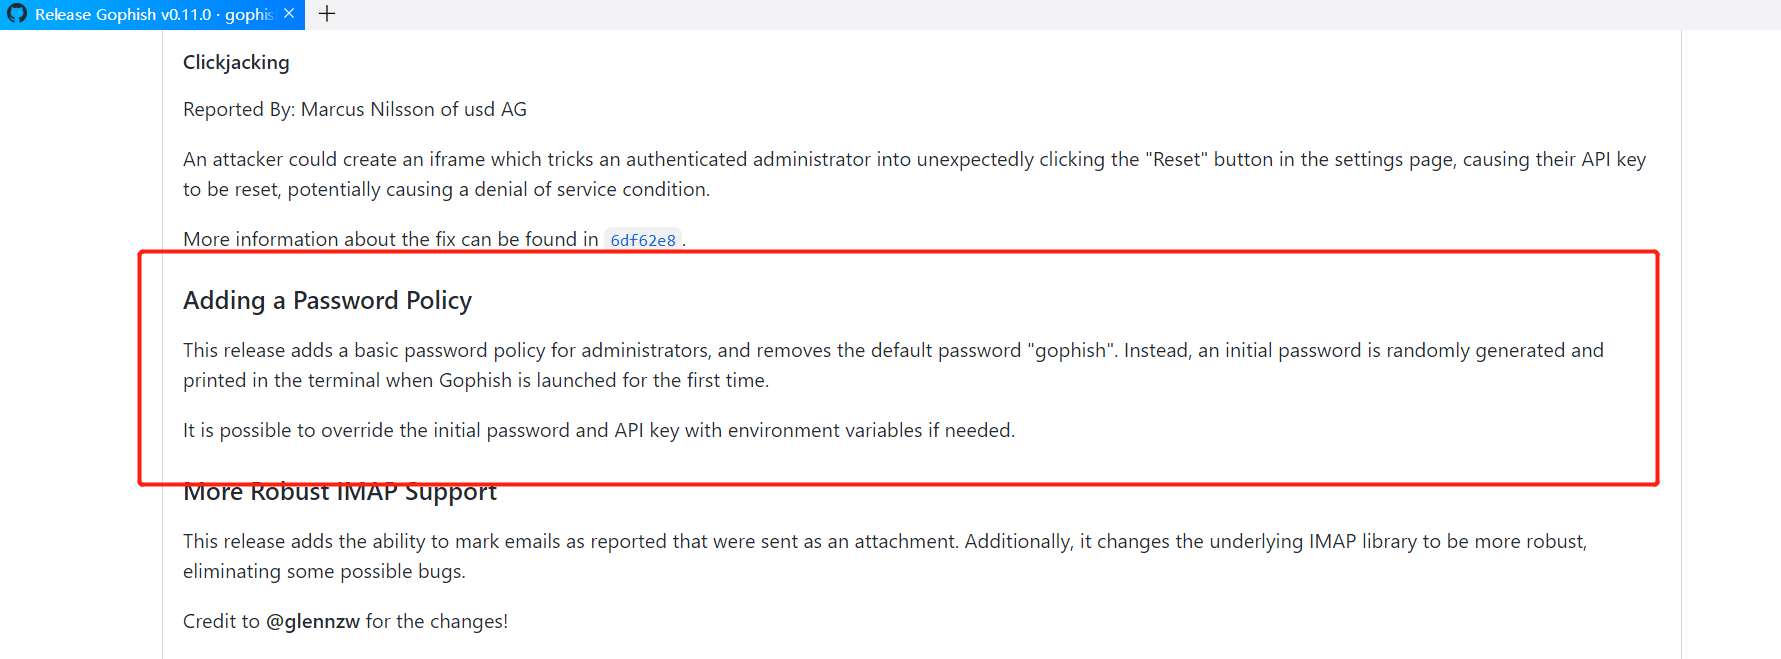 Release Gophish v0.11.0 · gophis
Clickjacking
Reported By: Marcus Nilsson of usd AG
An attacker could create an iframe which tricks an authenticated administrator into unexpectedly clicking the "Reset" button in the settings page, causing their API key
to be reset, potentially causing a denial of service condition.
More information about the fix can be found in 6df62e8.
Adding a Password Policy
This release adds a basic password policy for administrators, and removes the default password "gophish". Instead, an initial password is randomly generated and
printed in the terminal when Gophish is launched for the first time.
It is possible to override the initial password and API key with environment variables if needed.
More Robust IMAP Support
This release adds the ability to mark emails as reported that were sent as an attachment. Additionally, it changes the underlying IMAP library to be more robust,
eliminating some possible bugs.
Credit to @glennzw for the changes!